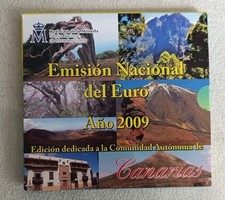 Emisión Nacional
del Euro
Año 2009
Edición dedicada a la Comunidad Autónoma de
Canarias